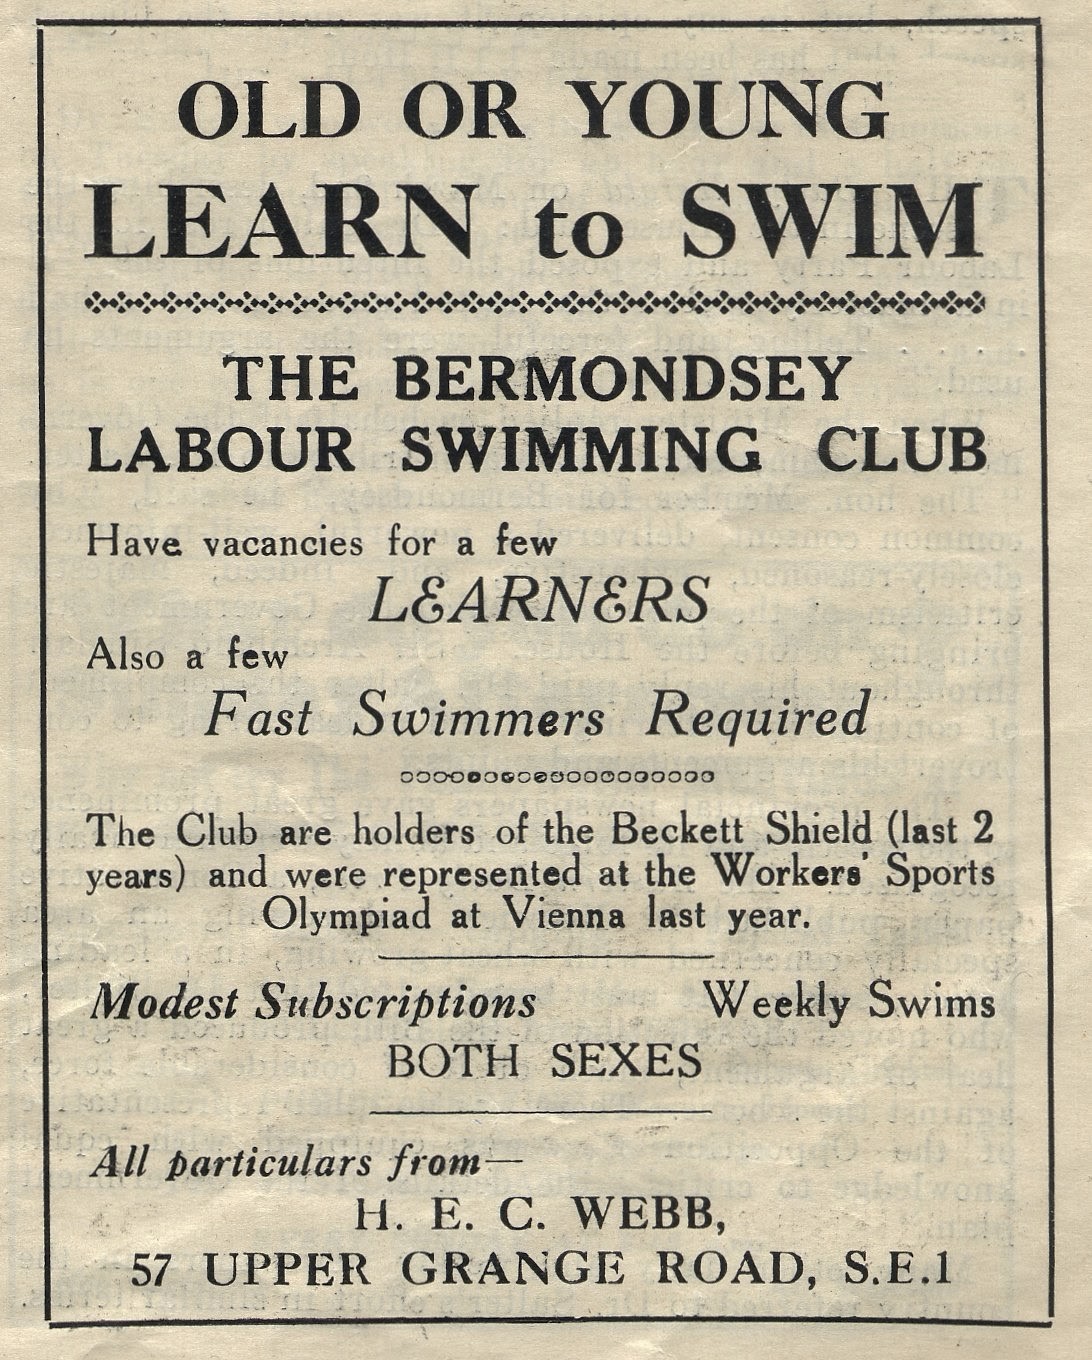 OLD OR YOUNG
LEARN to SWIM
THE BERMONDSEY
LABOUR SWIMMING CLUB
Have vacancies for a few
LEARNERS
Also a few
Fast Swimmers Required
The Club are holders of the Beckett Shield (last 2
years) and were represented at the Workers' Sports
Olympiad at Vienna last year.
Modest Subscriptions Weekly Swims
BOTH SEXES
All particulars from—
H. E. C. WEBB,
57 UPPER GRANGE ROAD, S.E.1